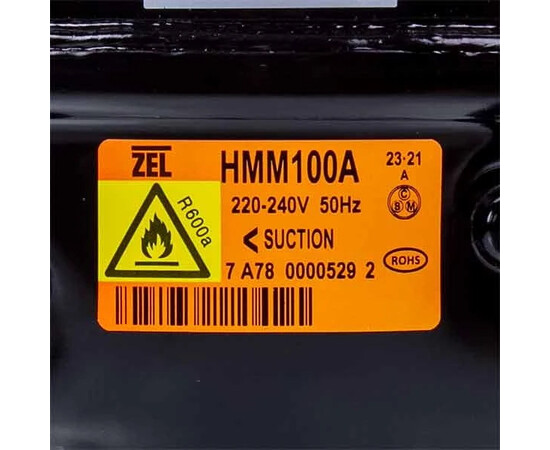 ZEL
HMM100A
23·21
A
R600a
220-240V 50Hz
C
B M
< SUCTION
7 A78 0000529 2
ROHS